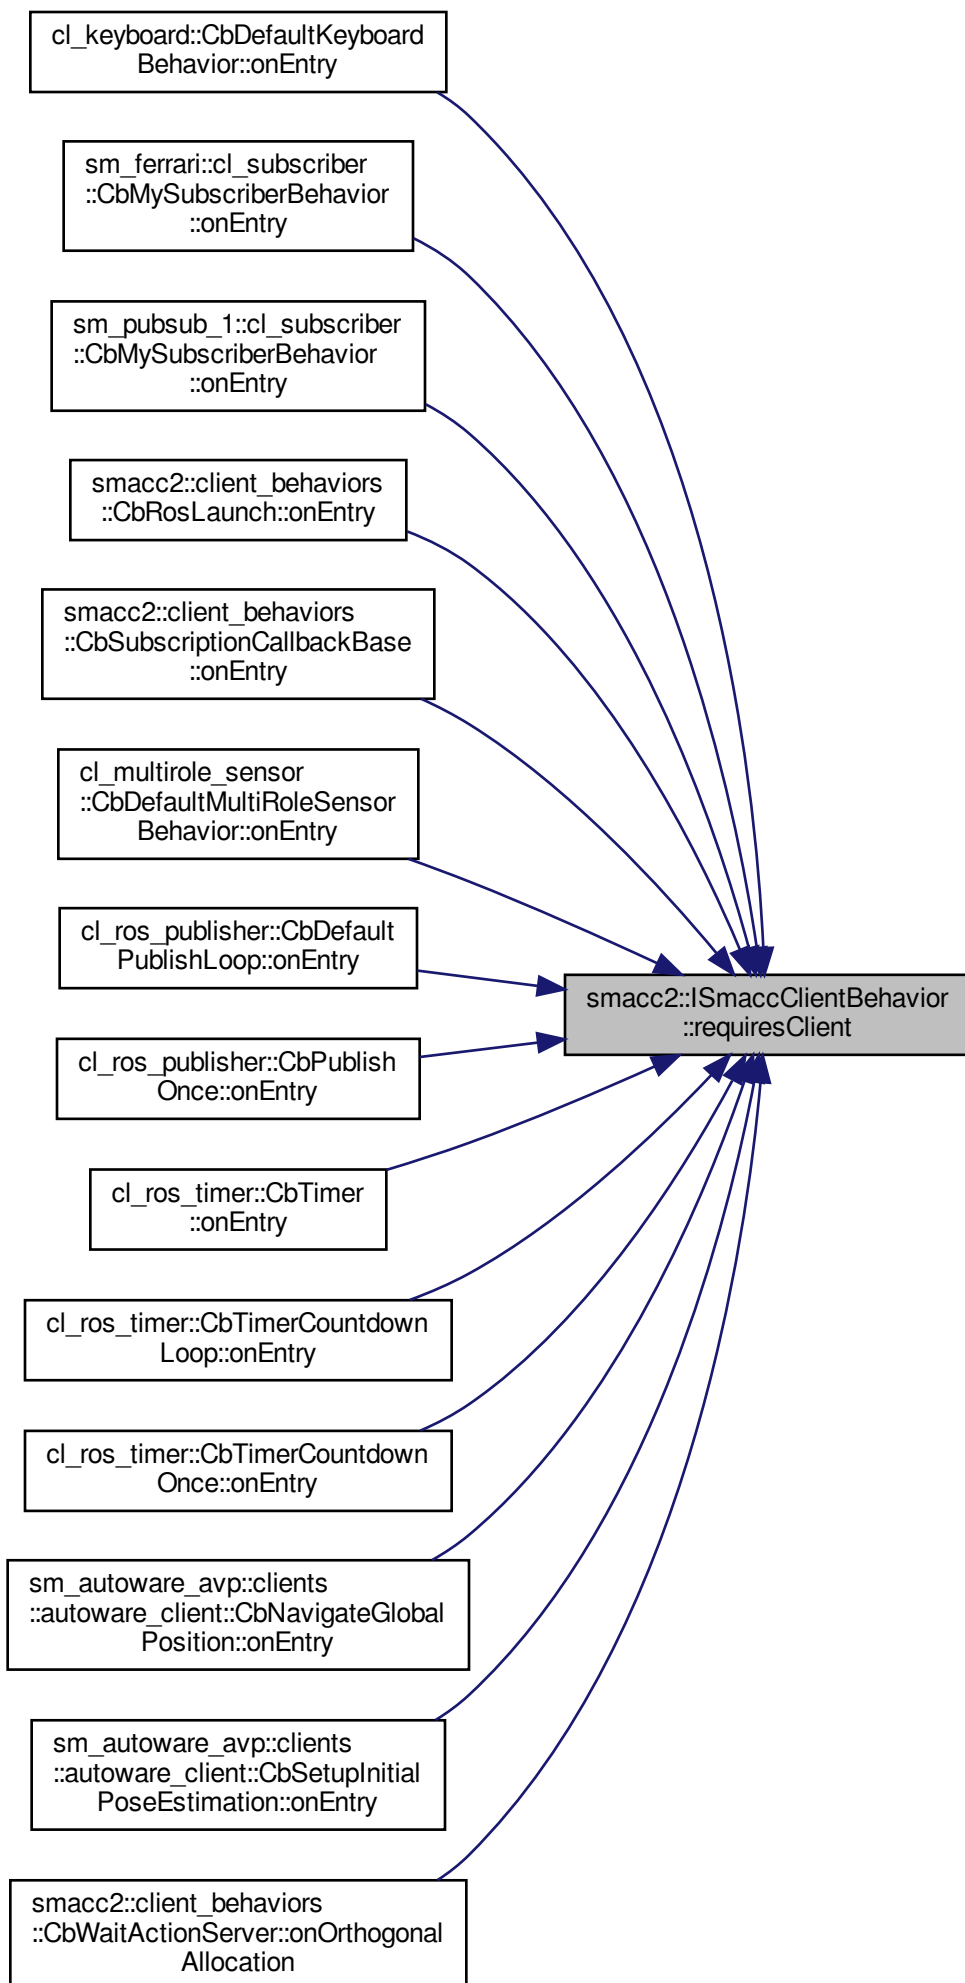 cl_keyboard::CbDefaultKeyboard
Behavior::onEntry
sm_ferrari::cl_subscriber
::CbMySubscriberBehavior
::onEntry
sm_pubsub_1::cl_subscriber
::CbMySubscriberBehavior
::onEntry
smacc2::client_behaviors
::CbRosLaunch::onEntry
smacc2::client_behaviors
::CbSubscriptionCallbackBase
::onEntry
cl_multirole_sensor
::CbDefaultMultiRoleSensor
Behavior::onEntry
cl_ros_publisher::CbDefault
PublishLoop::onEntry
smacc2::ISmaccClientBehavior
::requiresClient
cl_ros_publisher::CbPublish
Once::onEntry
cl_ros_timer::CbTimer
::onEntry
cl_ros_timer::CbTimerCountdown
Loop::onEntry
cl_ros_timer::CbTimerCountdown
Once::onEntry
sm_autoware_avp::clients
::autoware_client::CbNavigateGlobal
Position::onEntry
sm_autoware_avp::clients
::autoware_client::CbSetupInitial
PoseEstimation::onEntry
smacc2::client_behaviors
::CbWaitActionServer::onOrthogonal
Allocation